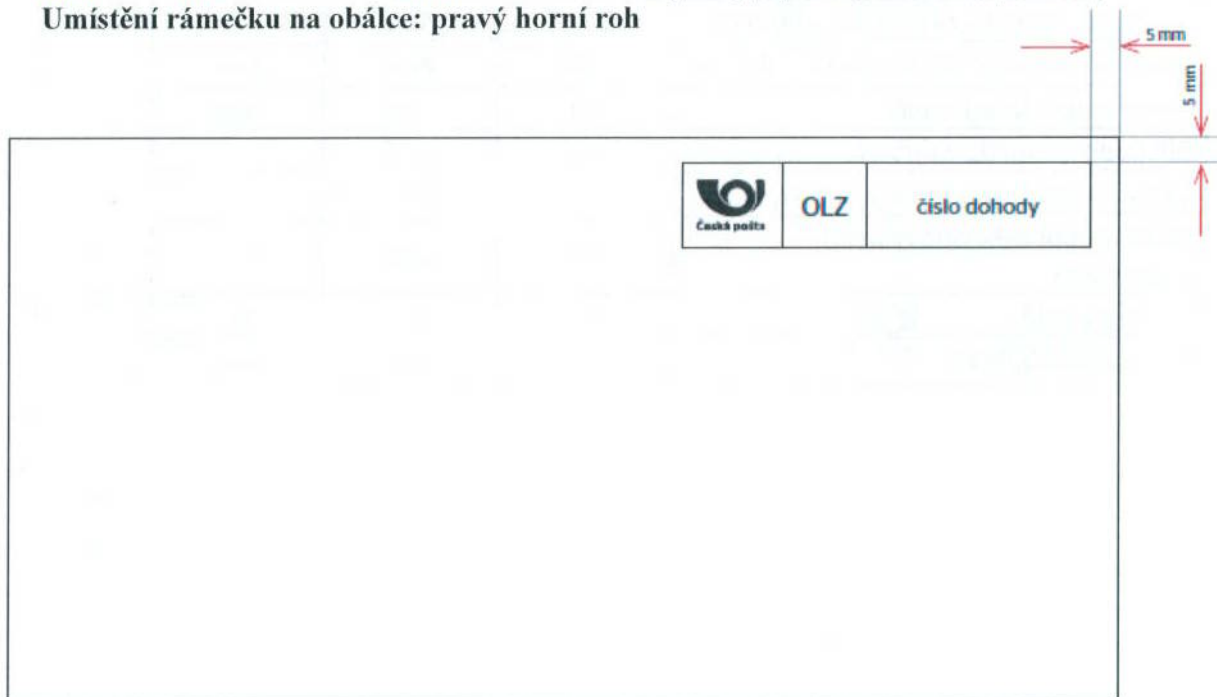 Umístění rámečku na obálce: pravý horní roh
5 mm
5 mm
Česká pošta
OLZ
číslo dohody